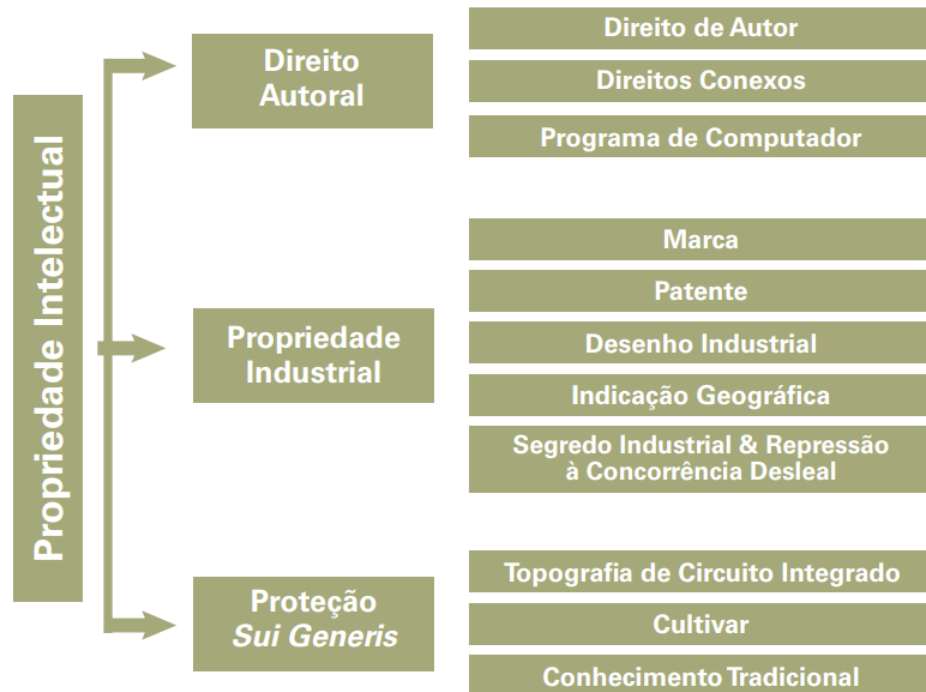 Propriedade Intelectual
Direito
Autoral
Direito de Autor
Direitos Conexos
Programa de Computador
Propriedade
Industrial
Marca
Patente
Desenho Industrial
Indicação Geográfica
Segredo Industrial & Repressão
à Concorrência Desleal
Proteção
Sui Generis
Topografia de Circuito Integrado
Cultivar
Conhecimento Tradicional